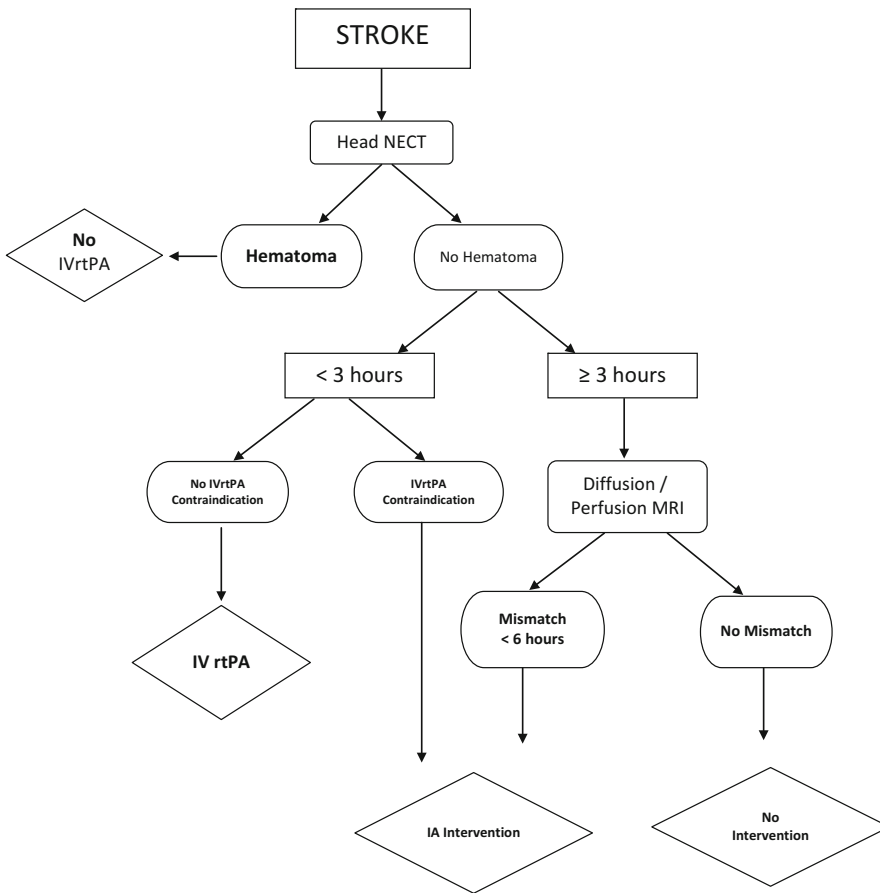 STROKE
Head NECT
No
IVrtPA
Hematoma
No Hematoma
< 3 hours
≥ 3 hours
No IVrtPA
Contraindication
IVrtPA
Contraindication
Diffusion /
Perfusion MRI
Mismatch
< 6 hours
No Mismatch
IV rtPA
IA Intervention
No
Intervention